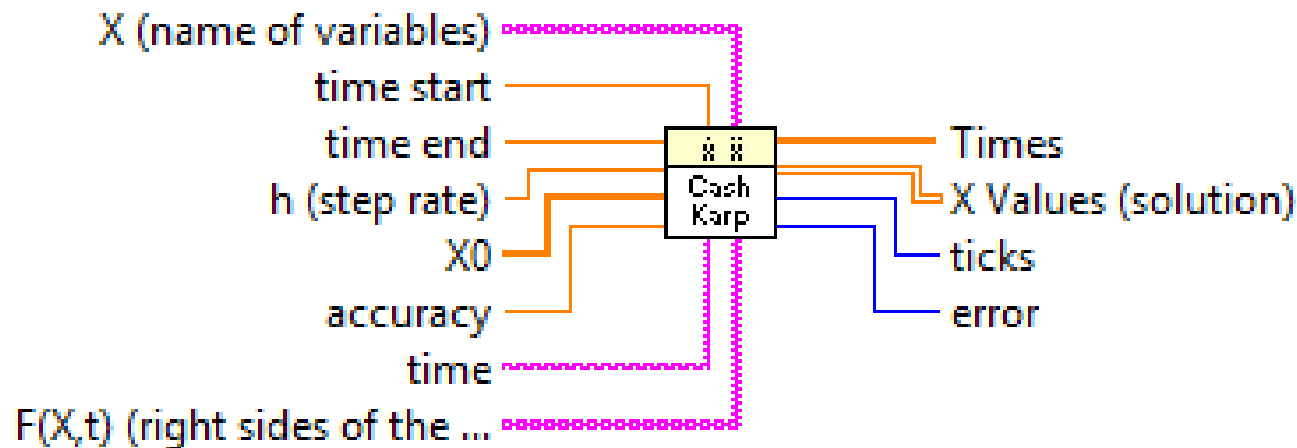 X (name of variables)
time start
time end
h (step rate)
X0
accuracy
time
F(X,t) (right sides of the ...
ẋ ẍ
Cash
Karp
Times
X Values (solution)
ticks
error